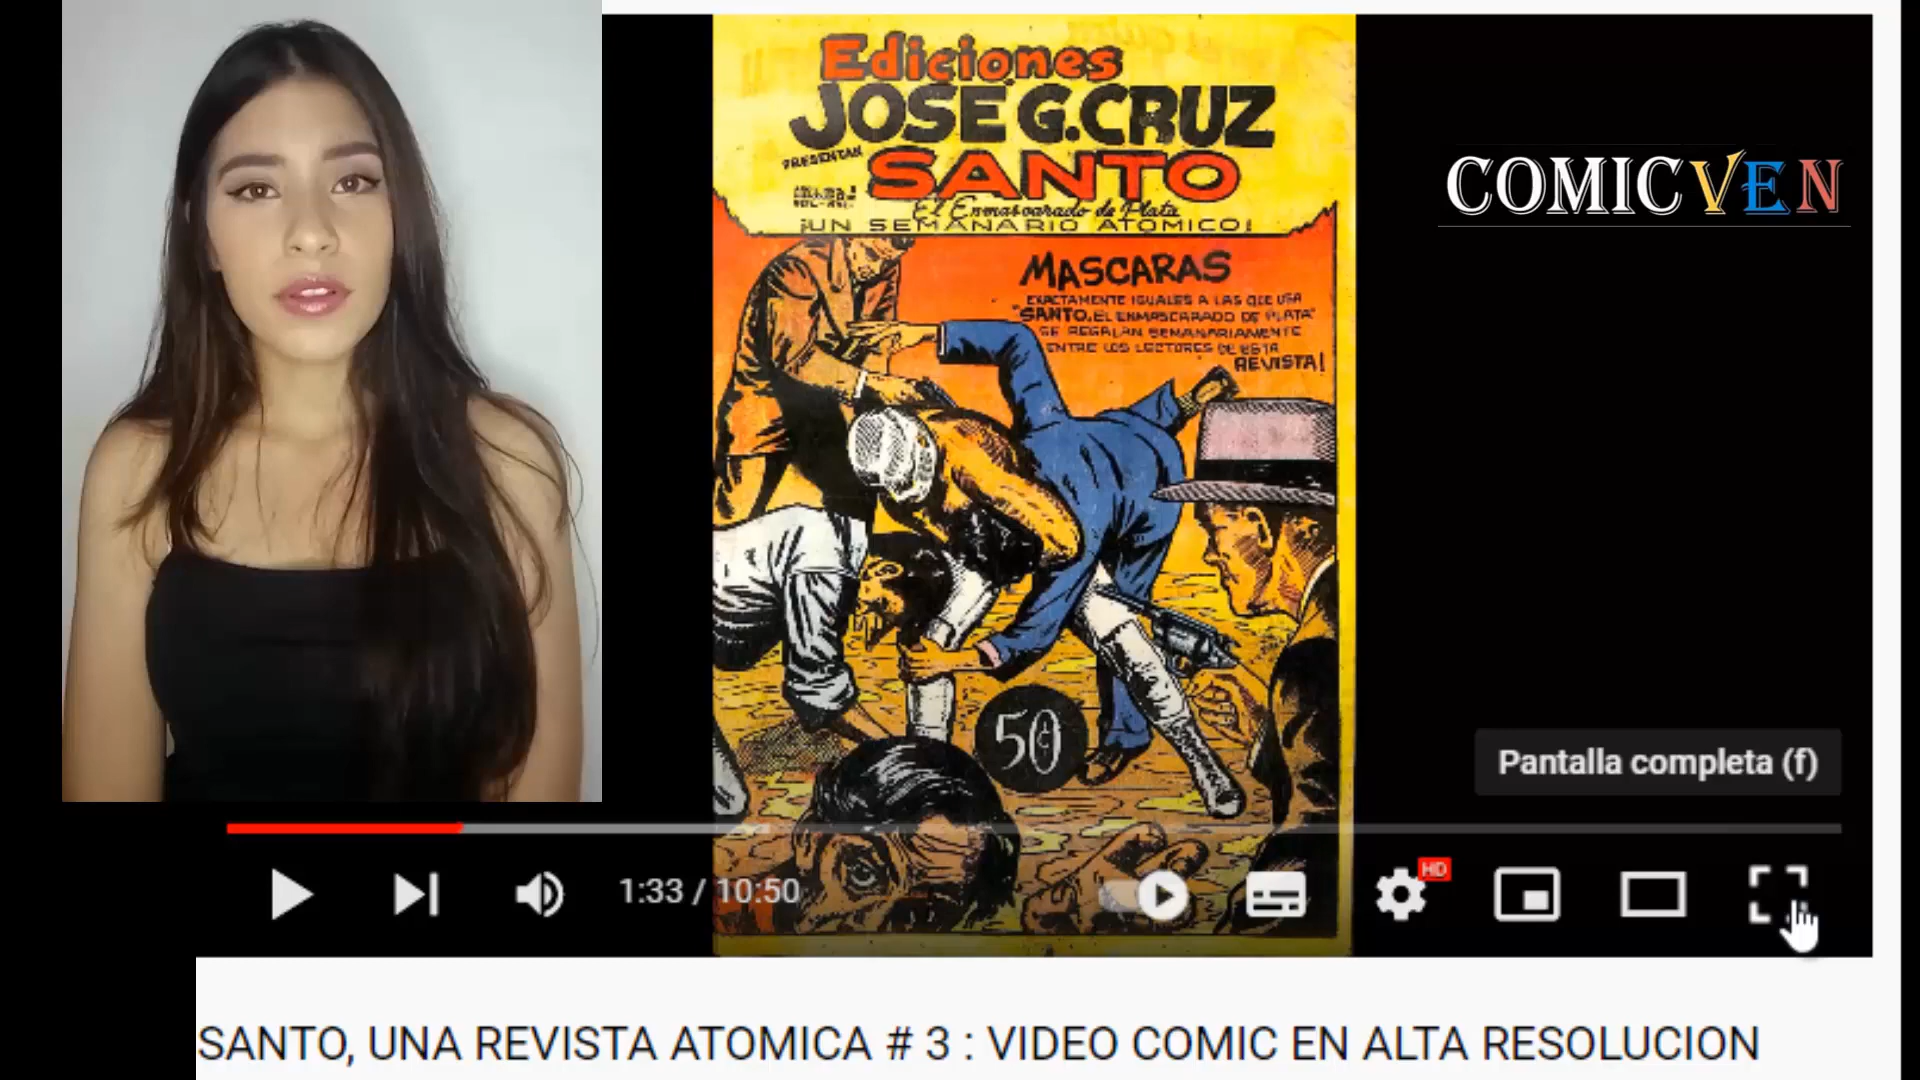 Ediciones
JOSE G. CRUZ
PRESENTAN
SANTO
El Enmascarado de Plata
¡UN SEMANARIO ATOMICO!
MASCARAS
EXACTAMENTE IGUALES A LAS QUE USA
"SANTO, EL ENMASCARADO DE PLATA"
SE REGALAN SEMANARIAMENTE
ENTRE LOS LECTORES DE ESTA
REVISTA!
50¢
COMICVEN
Pantalla completa (f)
1:33 / 10:50
HD
SANTO, UNA REVISTA ATOMICA # 3 : VIDEO COMIC EN ALTA RESOLUCION